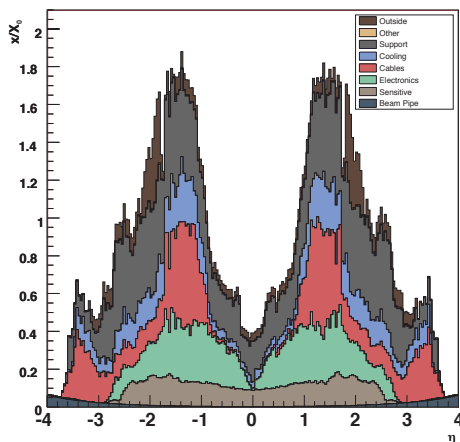 x/X₀
2
1.8
1.6
1.4
1.2
1
0.8
0.6
0.4
0.2
0
Outside
Other
Support
Cooling
Cables
Electronics
Sensitive
Beam Pipe
-4 -3 -2 -1 0 1 2 3 4
η